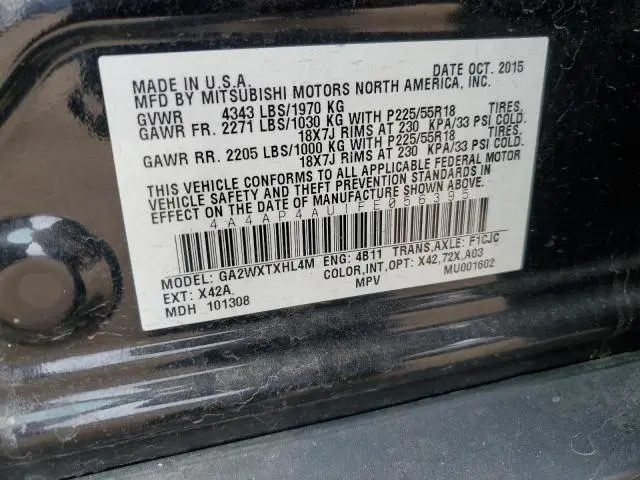 MADE IN U.S.A. DATE OCT. 2015
MFD BY MITSUBISHI MOTORS NORTH AMERICA, INC.
GVWR 4343 LBS/1970 KG
GAWR FR. 2271 LBS/1030 KG WITH P225/55R18 TIRES,
18X7J RIMS AT 230 KPA/33 PSI COLD.
GAWR RR. 2205 LBS/1000 KG WITH P225/55R18 TIRES,
18X7J RIMS AT 230 KPA/33 PSI COLD.
THIS VEHICLE CONFORMS TO ALL APPLICABLE FEDERAL MOTOR
VEHICLE SAFETY AND THEFT PREVENTION STANDARDS IN
EFFECT ON THE DATE OF MANUFACTURE SHOWN ABOVE.
4A4AP4AU1FE056395
MODEL: GA2WXTXHL4M ENG: 4B11 TRANS,AXLE: F1CJC
EXT: X42A, COLOR,INT,OPT: X42,72X,A03
MDH 101308 MPV MU001602